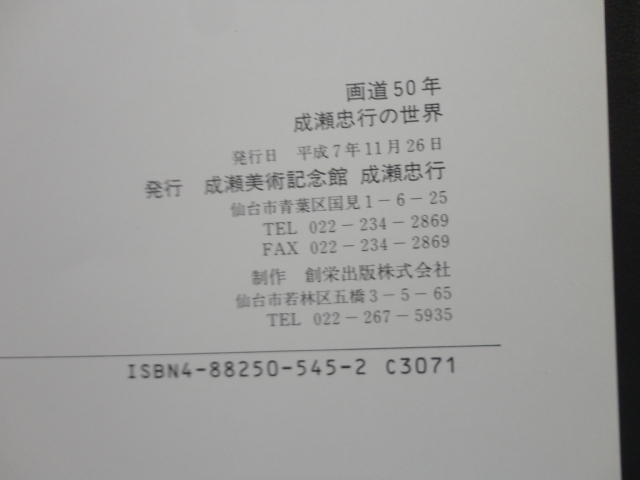 画道50年
成瀬忠行の世界
発行日 平成7年11月26日
発行 成瀬美術記念館 成瀬忠行
仙台市青葉区国見1-6-25
TEL 022-234-2869
FAX 022-234-2869
制作 創栄出版株式会社
仙台市若林区五橋3-5-65
TEL 022-267-5935
ISBN4-88250-545-2 C3071